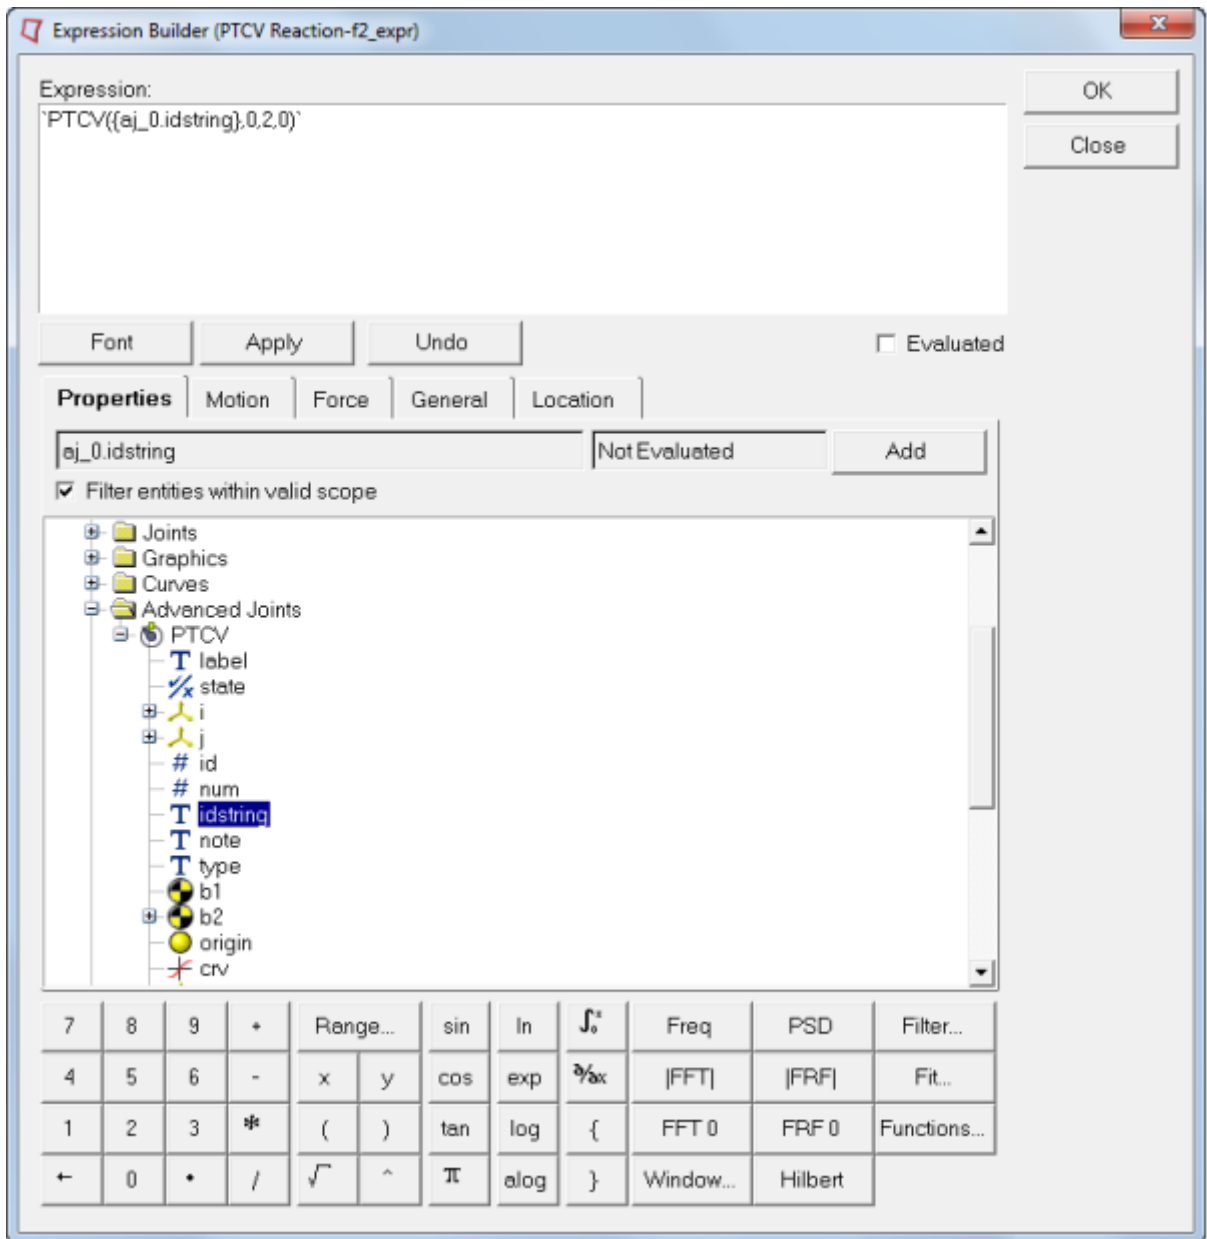 Expression Builder (PTCV Reaction-f2_expr)
x
Expression:
`PTCV({aj_0.idstring},0,2,0)`
OK
Close
Font Apply Undo Evaluated
Properties Motion Force General Location
aj_0.idstring Not Evaluated Add
Filter entities within valid scope
Joints
Graphics
Curves
Advanced Joints
PTCV
T label
state
i
j
# id
# num
T idstring
T note
T type
b1
b2
origin
crv
7 8 9 + Range... sin ln ∫₀ˣ Freq PSD Filter...
4 5 6 - x y cos exp ∂/∂x |FFT| |FRF| Fit...
1 2 3 * ( ) tan log { FFT 0 FRF 0 Functions...
← 0 • / √ ^ π alog } Window... Hilbert